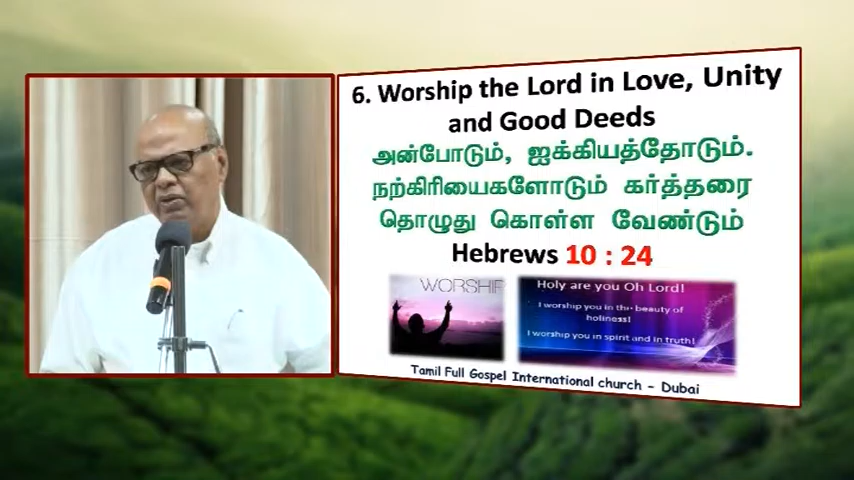 6. Worship the Lord in Love, Unity
and Good Deeds
அன்போடும், ஐக்கியத்தோடும்.
நற்கிரியைகளோடும் கர்த்தரை
தொழுது கொள்ள வேண்டும்
Hebrews 10 : 24
WORSHIP
Holy are you Oh Lord!
I worship you in the beauty of
holiness!
I worship you in spirit and in truth!
Tamil Full Gospel International church - Dubai